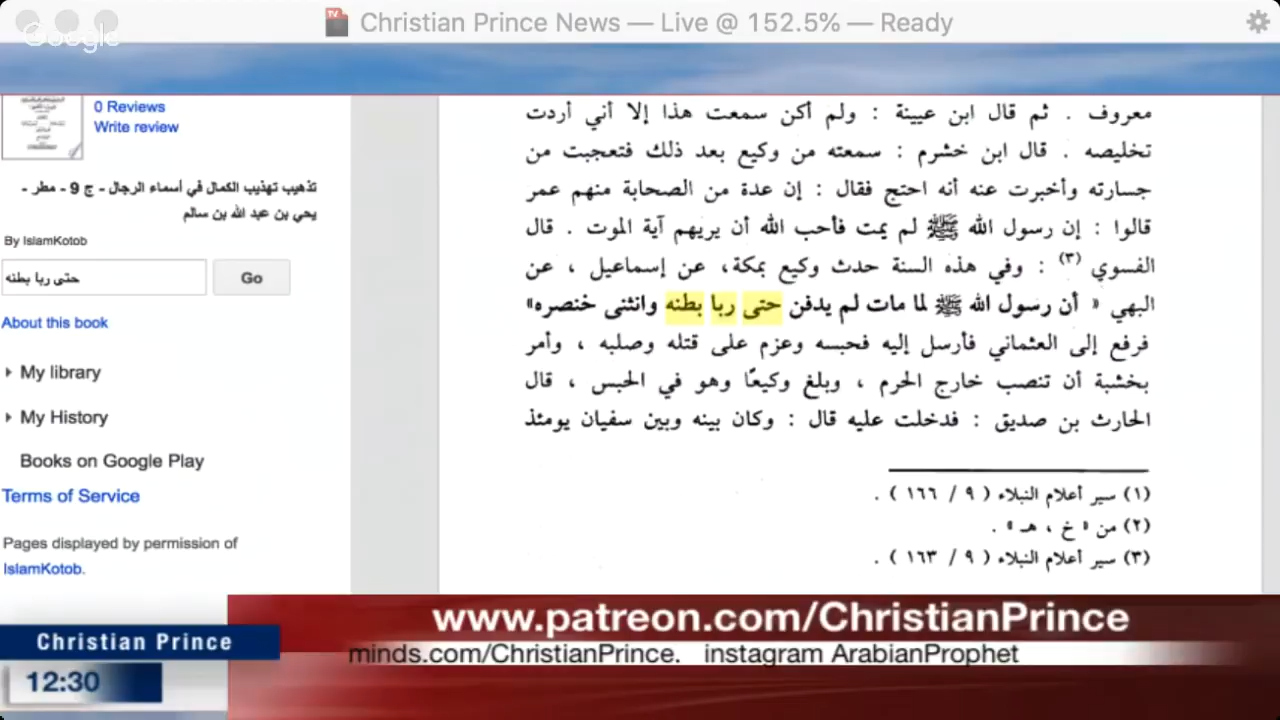 Christian Prince News — Live @ 152.5% — Ready
Google
0 Reviews
Write review
تذهيب تهذيب الكمال في أسماء الرجال - ج 9 - مطر -
يحي بن عبد الله بن سالم
By IslamKotob
حتى ربا بطنه
Go
About this book
My library
My History
Books on Google Play
Terms of Service
Pages displayed by permission of
IslamKotob.
معروف . ثم قال ابن عيينة : ولم أكن سمعت هذا إلا أني أردت
تخليصه . قال ابن خشرم : سمعته من وكيع بعد ذلك فتعجبت من
جسارته وأخبرت عنه أنه احتج فقال : إن عدة من الصحابة منهم عمر
قالوا : إن رسول الله ﷺ لم يمت فأحب الله أن يريهم آية الموت . قال
الفسوي (٣) : وفي هذه السنة حدث وكيع بمكة، عن إسماعيل ، عن
البهي « أن رسول الله ﷺ لما مات لم يدفن حتى ربا بطنه وانثنى خنصره»
فرفع إلى العثماني فأرسل إليه فحبسه وعزم على قتله وصلبه ، وأمر
بخشبة أن تنصب خارج الحرم ، وبلغ وكيعًا وهو في الحبس ، قال
الحارث بن صديق : فدخلت عليه قال : وكان بينه وبين سفيان يومئذ
(١) سير أعلام النبلاء ( ٩ / ١٦٦ ) .
(٢) من « خ ، هـ » .
(٣) سير أعلام النبلاء ( ٩ / ١٦٣ ) .
www.patreon.com/ChristianPrince
Christian Prince
minds.com/ChristianPrince. instagram ArabianProphet
12:30